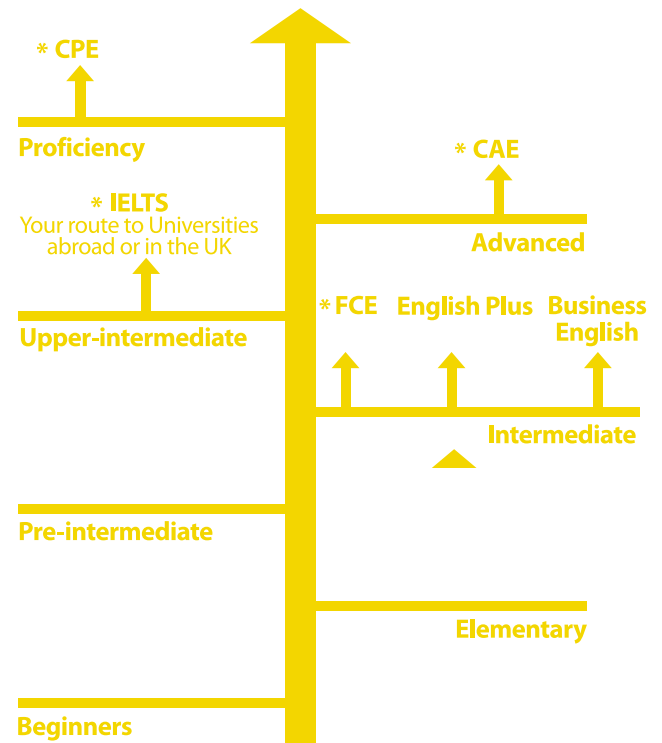 * CPE
Proficiency
* CAE
* IELTS
Your route to Universities
abroad or in the UK
Advanced
* FCE
English Plus
Business
English
Upper-intermediate
Intermediate
Pre-intermediate
Elementary
Beginners